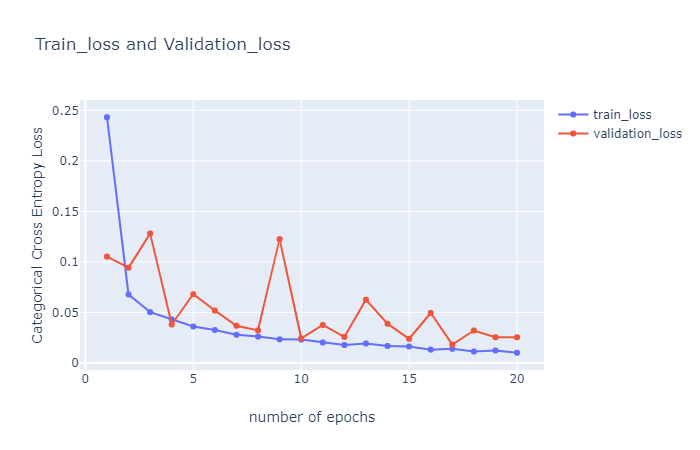 Train_loss and Validation_loss
train_loss
validation_loss
Categorical Cross Entropy Loss
0.25
0.2
0.15
0.1
0.05
0
0
5
10
15
20
number of epochs